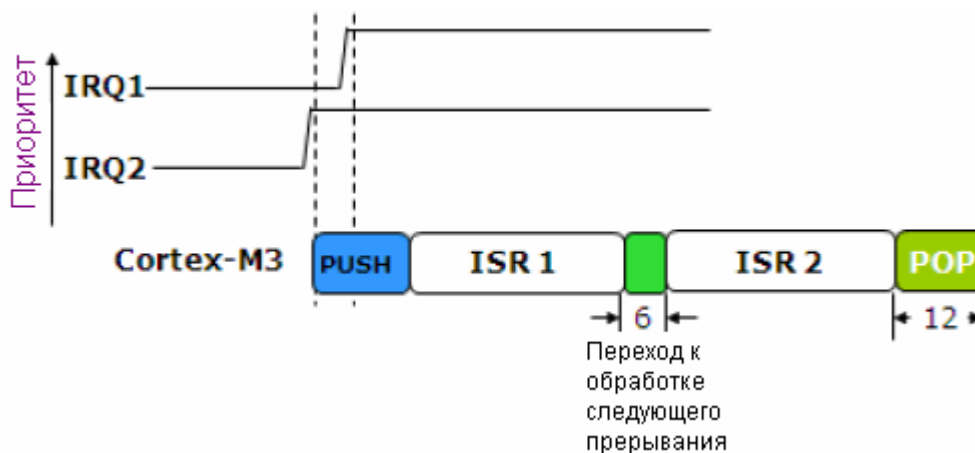 Приоритет
IRQ1
IRQ2
Cortex-M3
PUSH
ISR 1
ISR 2
POP
6
12
Переход к
обработке
следующего
прерывания